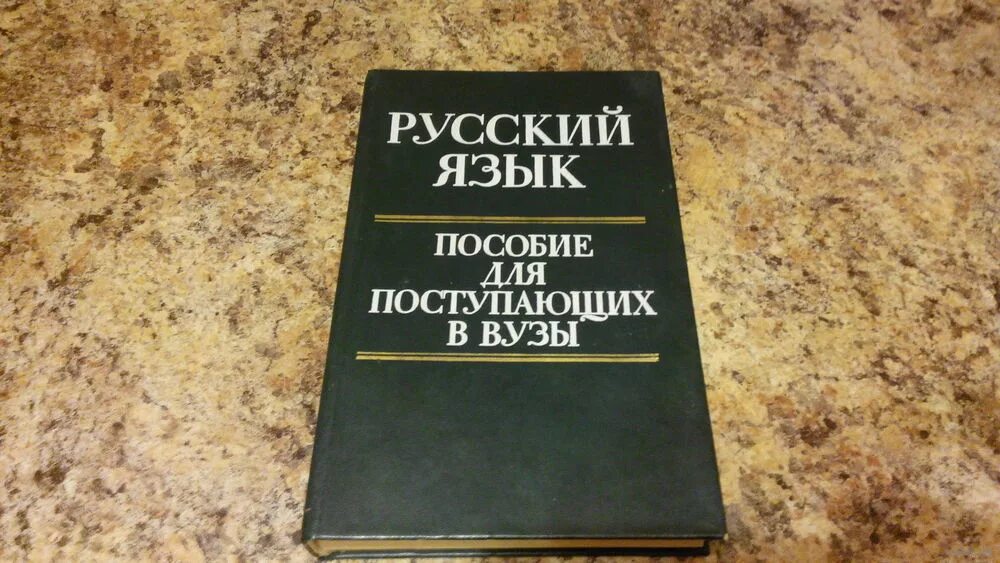 РУССКИЙ
ЯЗЫК
ПОСОБИЕ
ДЛЯ
ПОСТУПАЮЩИХ
В ВУЗЫ